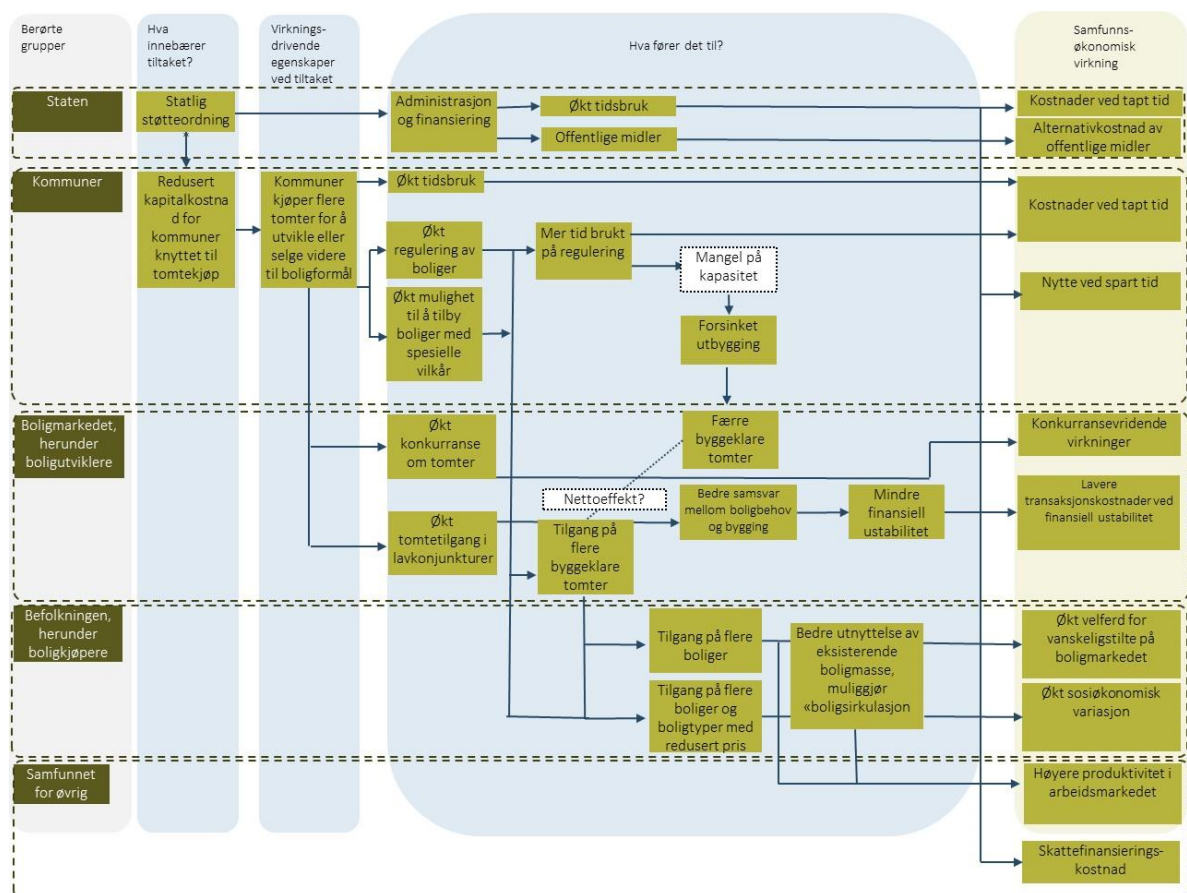 Berørte
grupper
Hva
innebærer
tiltaket?
Virknings-
drivende
egenskaper
ved tiltaket
Hva fører det til?
Samfunns-
økonomisk
virkning
Staten
Statlig
støtteordning
Administrasjon
og finansiering
Økt tidsbruk
Offentlige midler
Kostnader ved tapt tid
Alternativkostnad av
offentlige midler
Kommuner
Redusert
kapitalkostna
d for
kommuner
knyttet til
tomtekjøp
Kommuner
kjøper flere
tomter for å
utvikle eller
selge videre
til boligformål
Økt tidsbruk
Økt
regulering av
boliger
Økt mulighet
til å tilby
boliger med
spesielle
vilkår
Mer tid brukt
på regulering
Mangel på
kapasitet
Forsinket
utbygging
Kostnader ved tapt tid
Nytte ved spart tid
Boligmarkedet,
herunder
boligutviklere
Økt
konkurranse
om tomter
Økt
tomtetilgang i
lavkonjunkturer
Færre
byggeklare
tomter
Nettoeffekt?
Tilgang på
flere
byggeklare
tomter
Bedre samsvar
mellom boligbehov
og bygging
Mindre
finansiell
ustabilitet
Konkurransevridende
virkninger
Lavere
transaksjonskostnader ved
finansiell ustabilitet
Befolkningen,
herunder
boligkjøpere
Tilgang på flere
boliger
Tilgang på flere
boliger og
boligtyper med
redusert pris
Bedre utnyttelse av
eksisterende
boligmasse,
muliggjør
«boligsirkulasjon
Økt velferd for
vanskeligstilte på
boligmarkedet
Økt sosiøkonomisk
variasjon
Samfunnet
for øvrig
Høyere produktivitet i
arbeidsmarkedet
Skattefinansierings-
kostnad